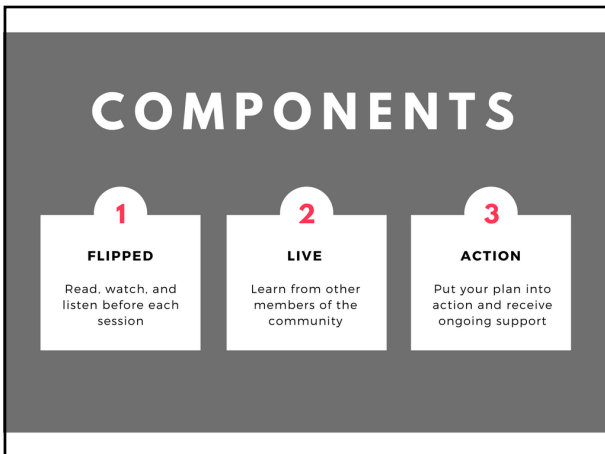 COMPONENTS
1
FLIPPED
Read, watch, and
listen before each
session
2
LIVE
Learn from other
members of the
community
3
ACTION
Put your plan into
action and receive
ongoing support